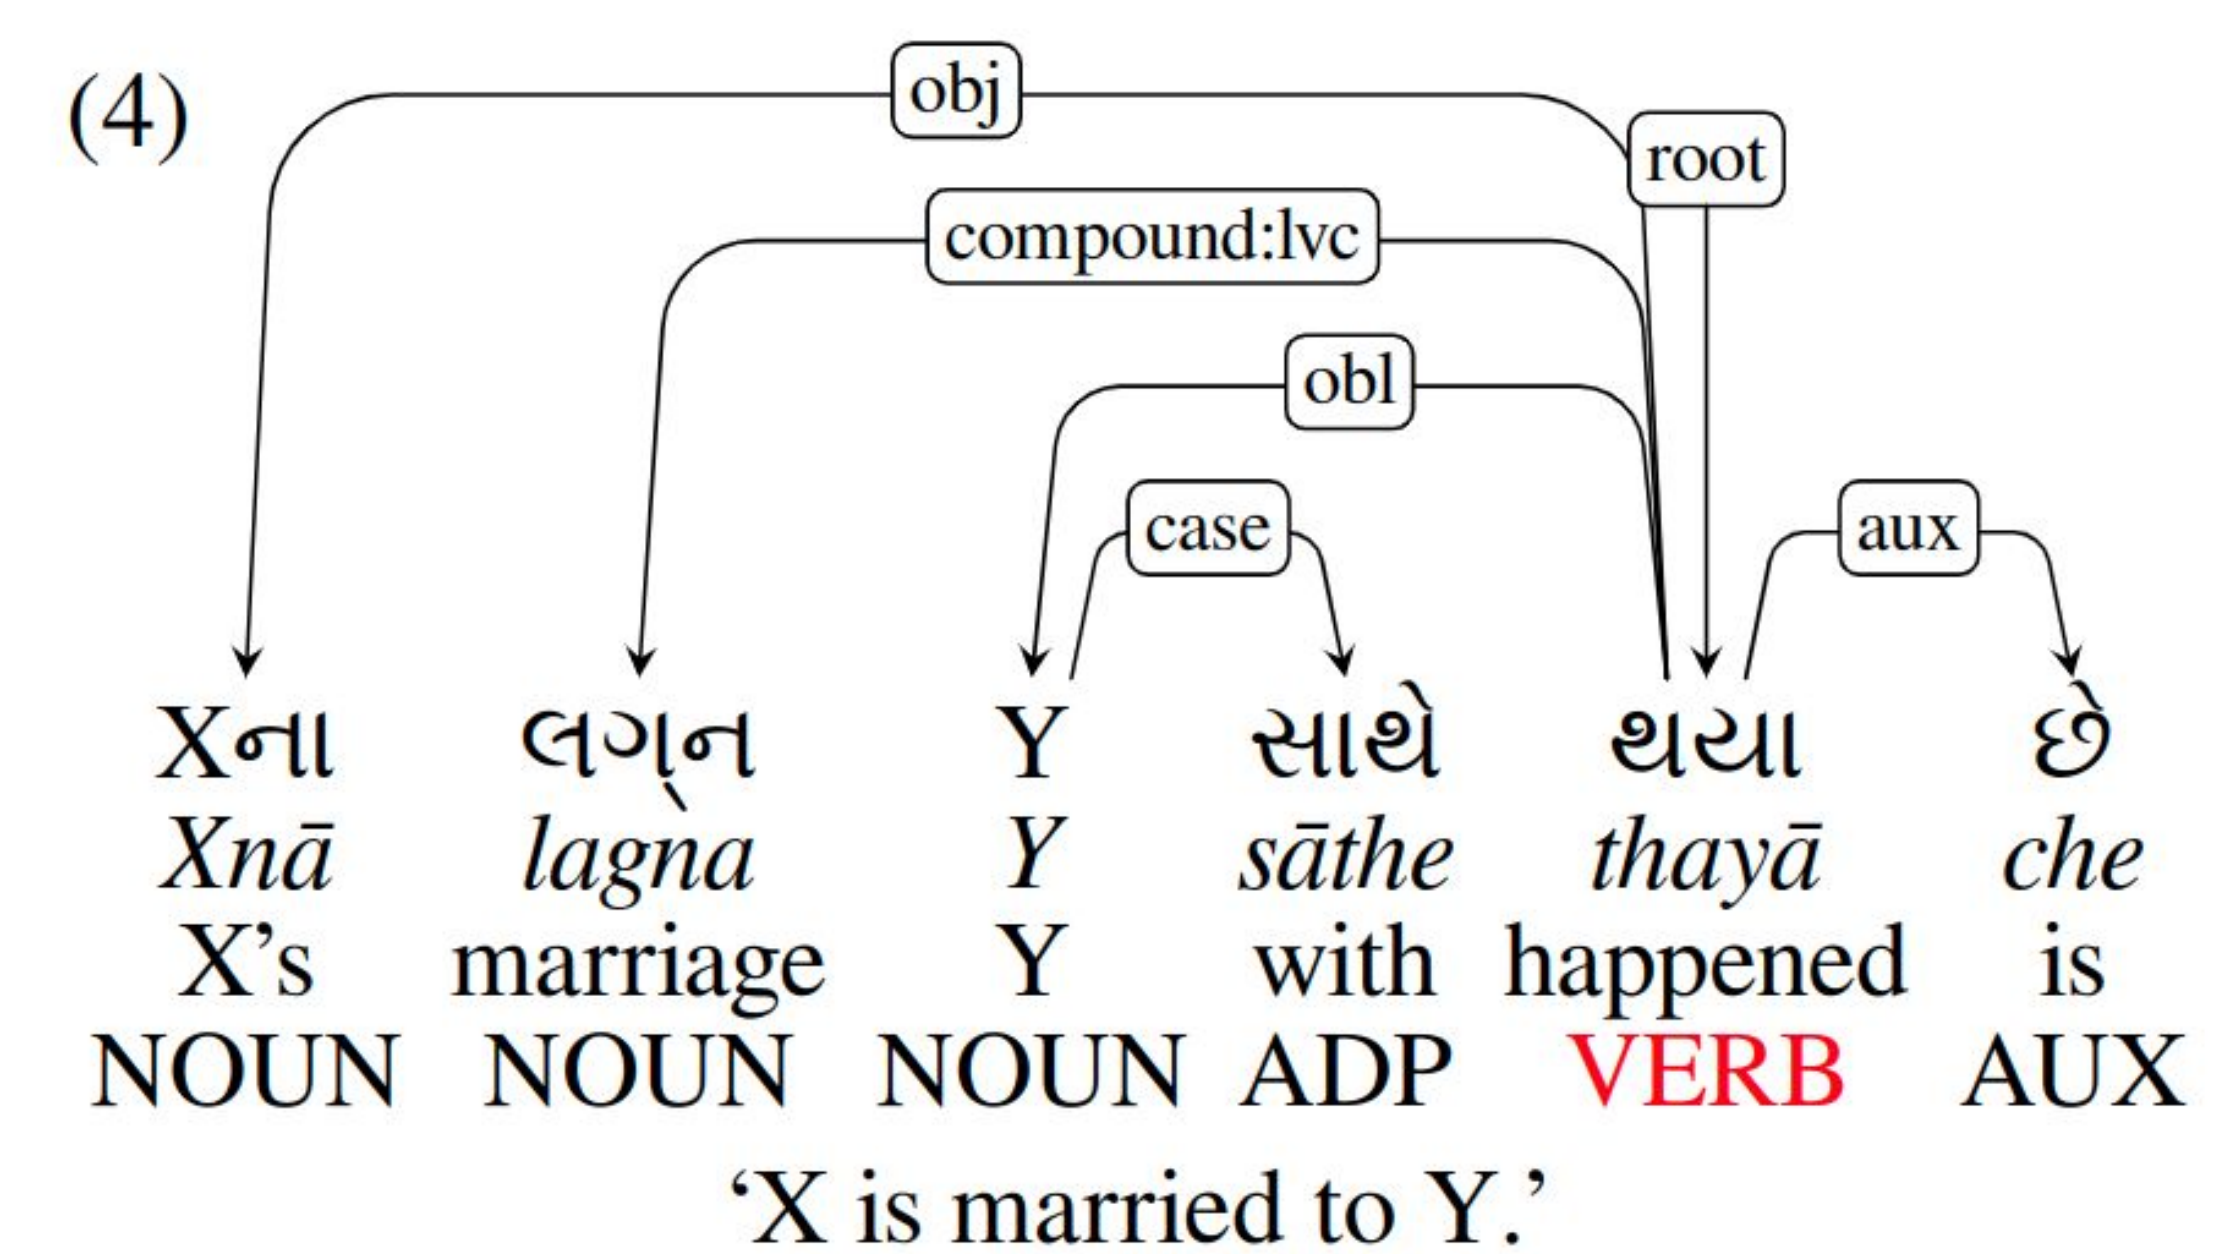 (4)
obj
root
compound:lvc
obl
case
aux
Xના લગ્ન Y સાથે થયા છે
Xnā lagna Y sāthe thayā che
X's marriage Y with happened is
NOUN NOUN NOUN ADP VERB AUX
‘X is married to Y.’